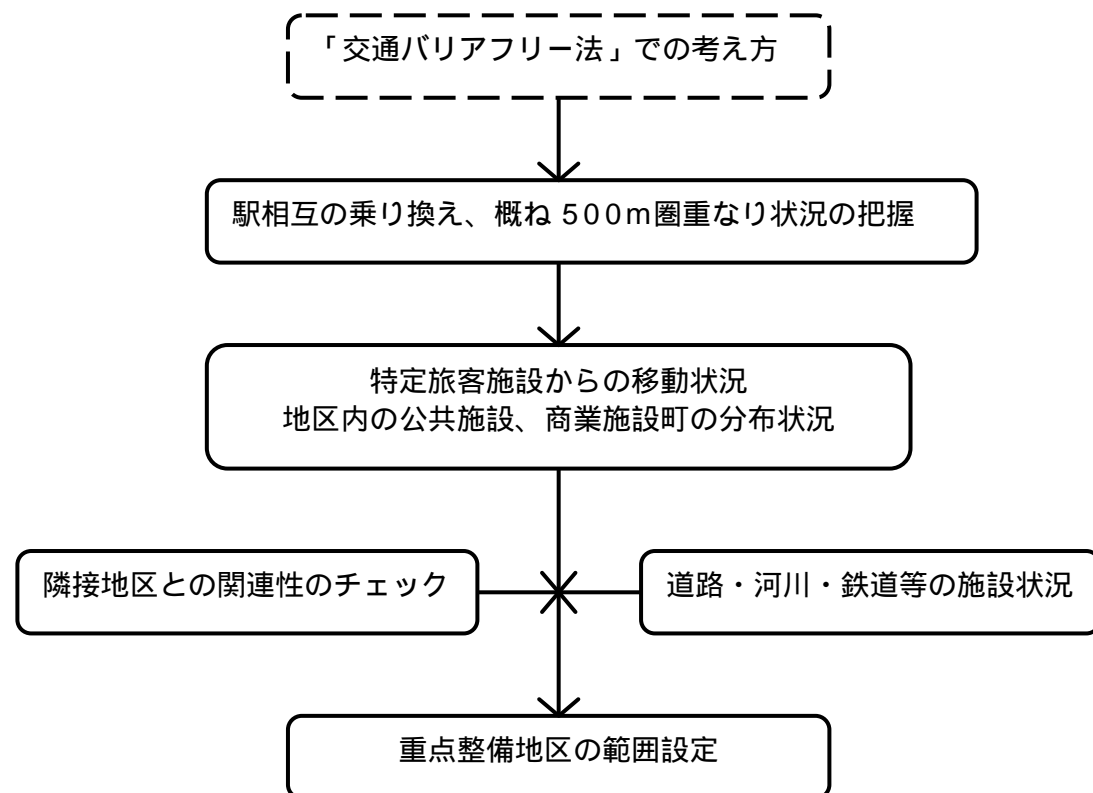 「交通バリアフリー法」での考え方
駅相互の乗り換え、概ね 500m圏重なり状況の把握
特定旅客施設からの移動状況
地区内の公共施設、商業施設町の分布状況
隣接地区との関連性のチェック
道路・河川・鉄道等の施設状況
重点整備地区の範囲設定